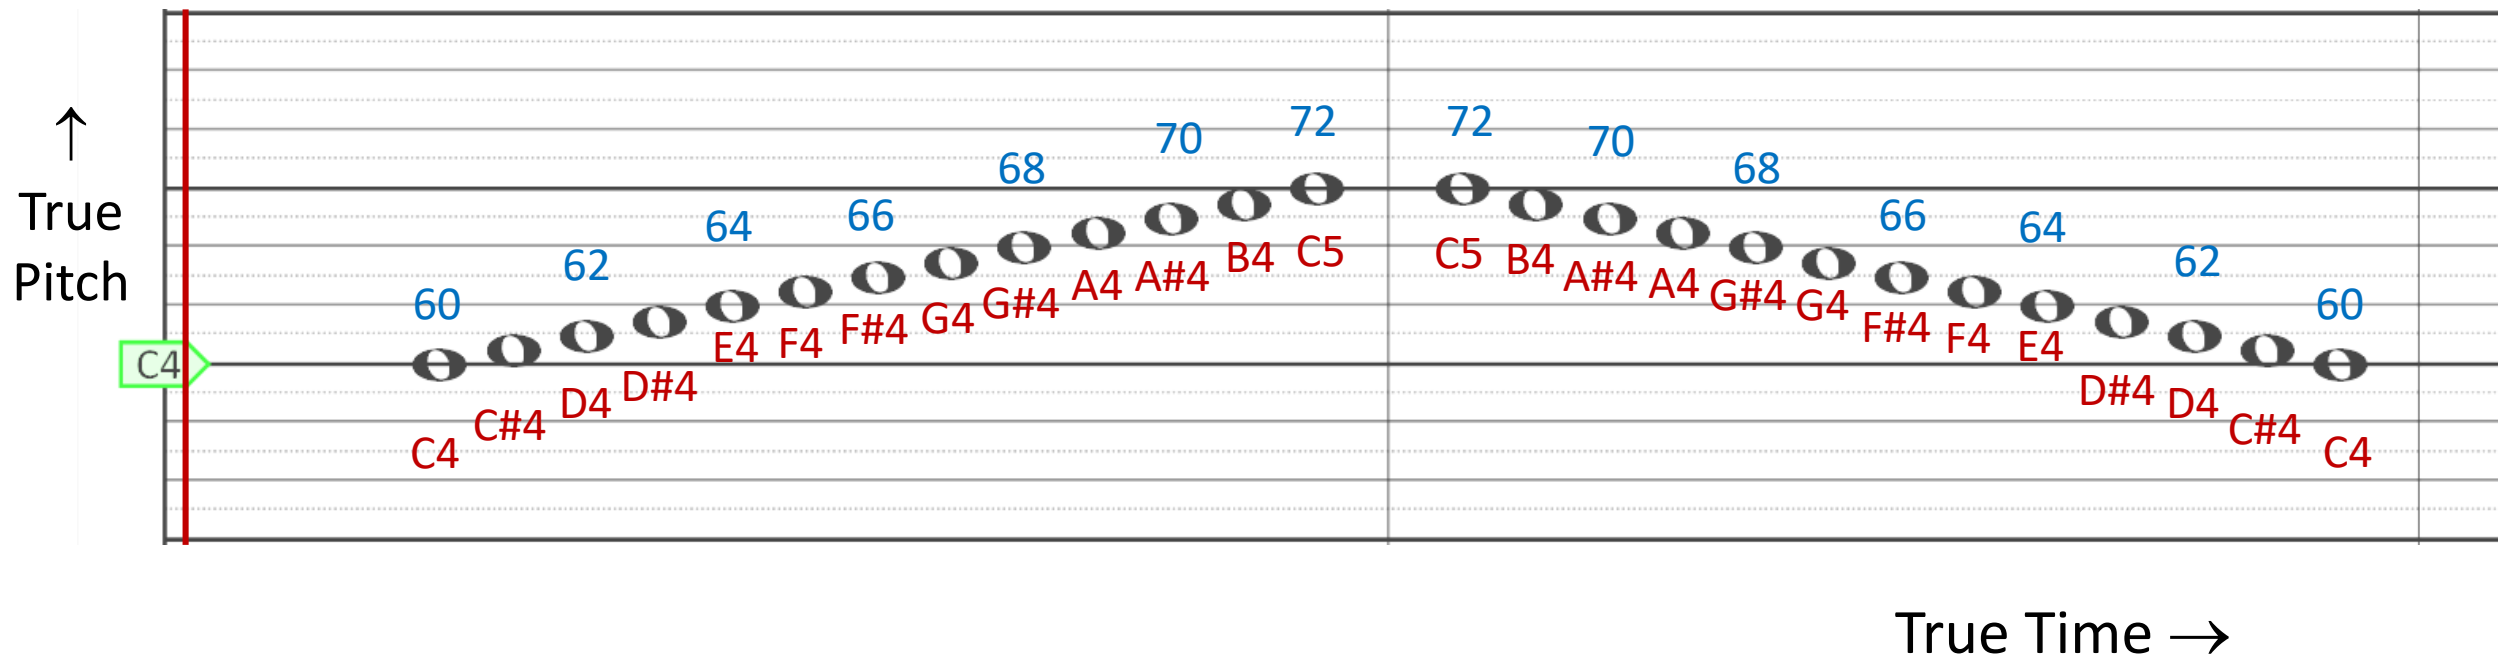 72 72
70 70
68 68
True Pitch
66 66
64 64
62 62
60 60
C4
B4 C5 C5 B4
A4 A#4 A#4 A4
G4 G#4 G#4 G4
E4 F4 F#4 F#4 F4 E4
D4 D#4 D#4 D4
C#4 C#4
C4 C4
True Time →